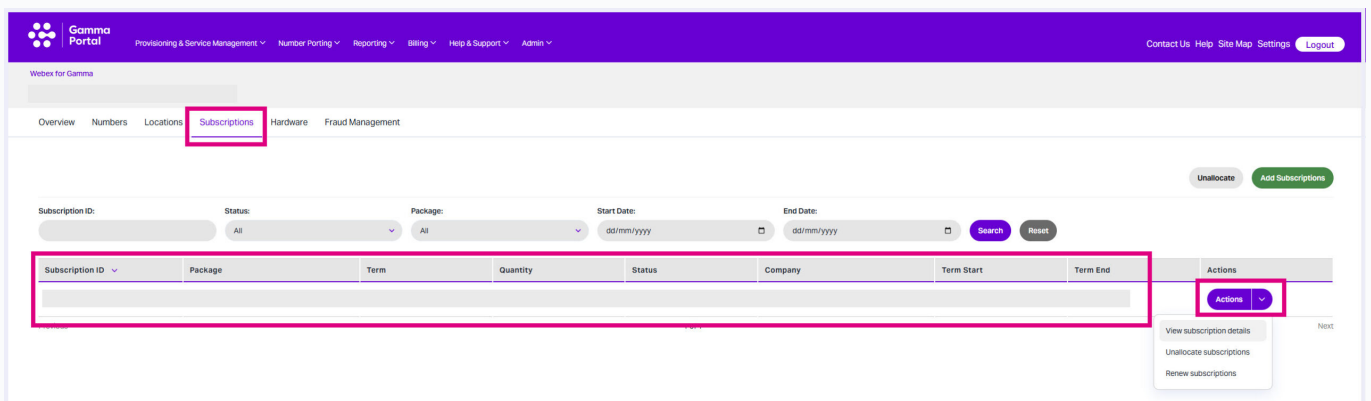 Gamma
Portal
Provisioning & Service Management Number Porting Reporting Billing Help & Support Admin
Contact Us Help Site Map Settings Logout
Webex for Gamma
Overview Numbers Locations Subscriptions Hardware Fraud Management
Unallocate Add Subscriptions
Subscription ID: Status: Package: Start Date: End Date:
All All dd/mm/yyyy dd/mm/yyyy Search Reset
Subscription ID Package Term Quantity Status Company Term Start Term End Actions
Actions
Next
View subscription details
Unallocate subscriptions
Renew subscriptions